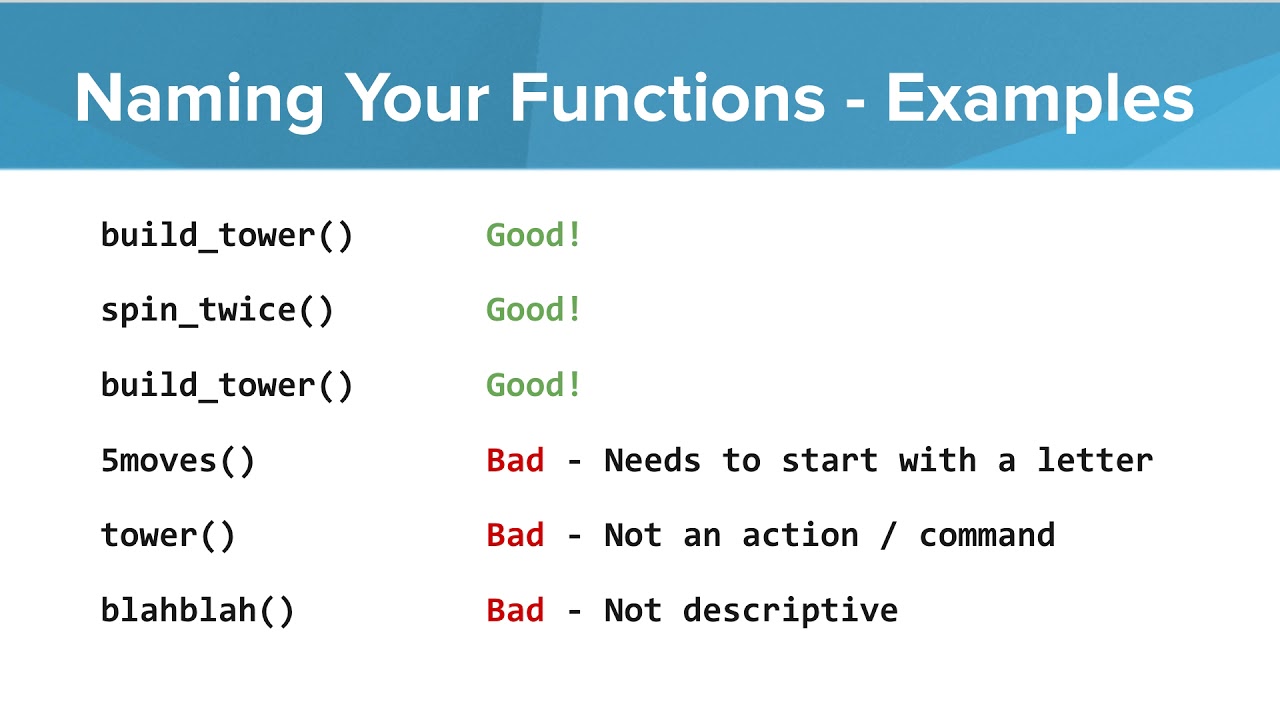 Naming Your Functions - Examples
build_tower() Good!
spin_twice() Good!
build_tower() Good!
5moves() Bad - Needs to start with a letter
tower() Bad - Not an action / command
blahblah() Bad - Not descriptive